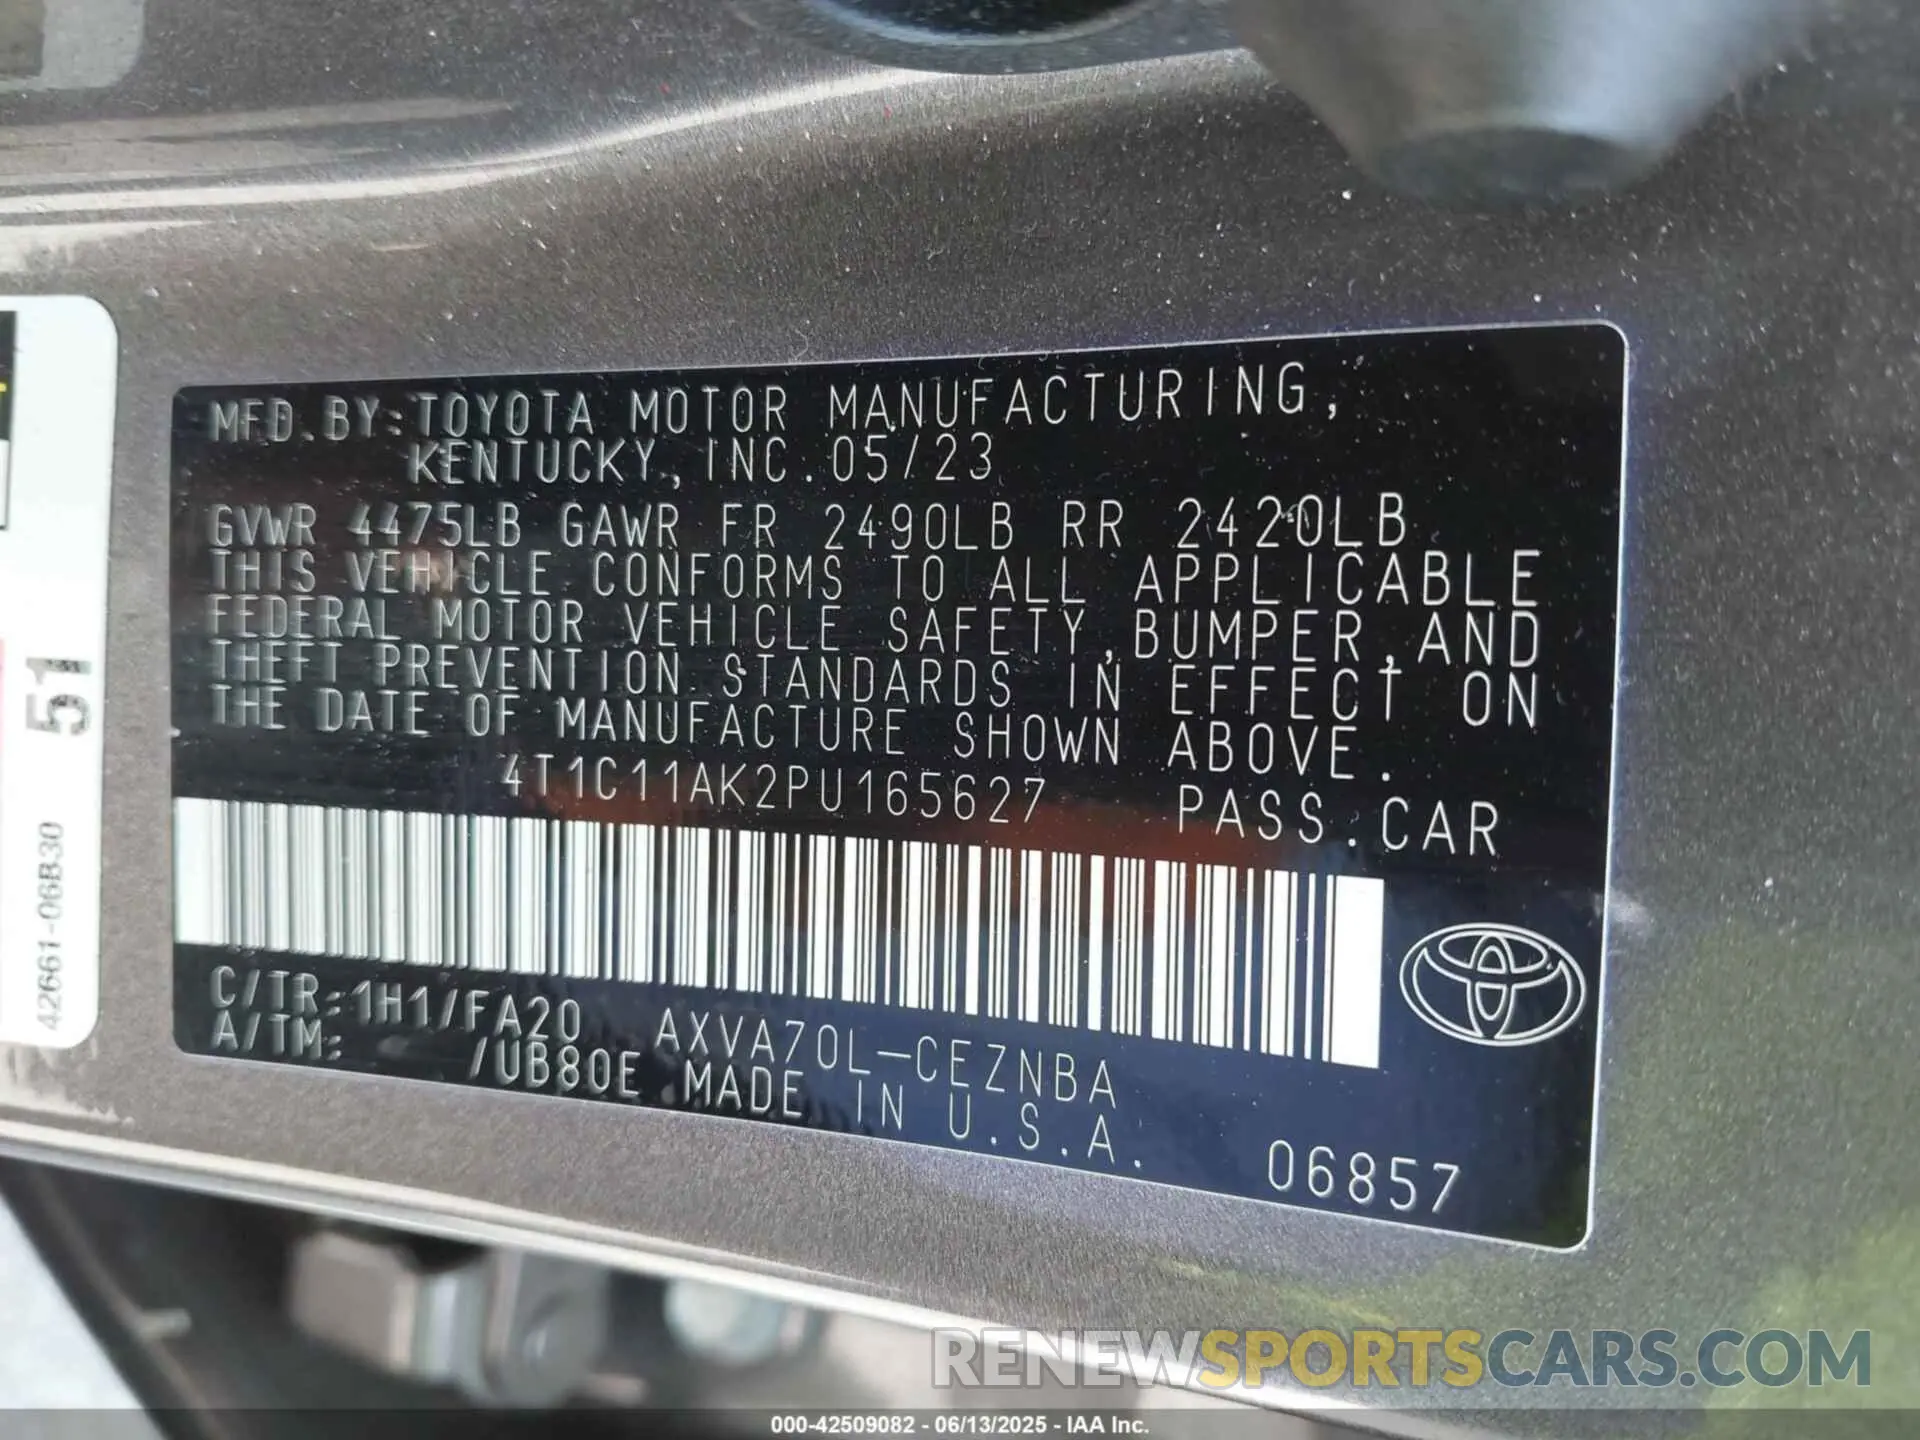 MFD.BY:TOYOTA MOTOR MANUFACTURING,
KENTUCKY, INC. 05/23
GVWR 4475LB GAWR FR 2490LB RR 2420LB
THIS VEHICLE CONFORMS TO ALL APPLICABLE
FEDERAL MOTOR VEHICLE SAFETY,BUMPER,AND
THEFT PREVENTION STANDARDS IN EFFECT ON
THE DATE OF MANUFACTURE SHOWN ABOVE.
4T1C11AK2PU165627 PASS.CAR
C/TR:1H1/FA20 AXVA70L-CEZNBA
A/TM: /UB80E MADE IN U.S.A.
06857
51
42661-06B30
RENEWSPORTSCARS.COM
000-42509082 - 06/13/2025 - IAA Inc.